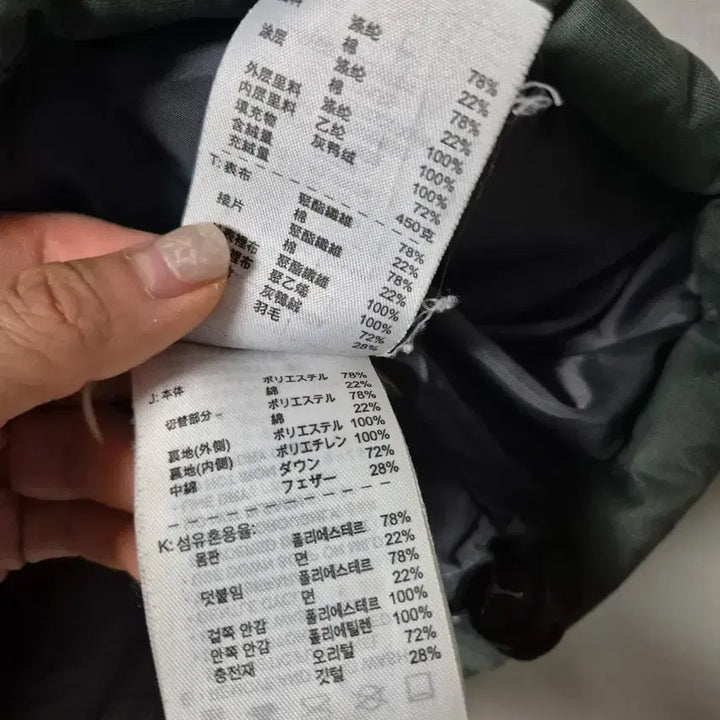 涤纶 78%
棉 22%
涂层 涤纶 78%
棉 22%
外层里料 涤纶 100%
内层里料 乙纶 100%
填充物 灰鸭绒 100%
含絨量 72%
充絨量 450克
T: 表布 聚酯纖維 78%
棉 22%
接片 聚酯纖維 78%
棉 22%
聚酯纖維 100%
聚乙烯 100%
灰鴨絨 72%
羽毛 28%
J: 本体 ポリエステル 78%
綿 22%
切替部分 ポリエステル 78%
綿 22%
裏地(外側) ポリエステル 100%
裏地(内側) ポリエチレン 100%
中綿 ダウン 72%
フェザー 28%
K: 섬유혼용율:
몸판 폴리에스테르 78%
면 22%
덧붙임 폴리에스테르 78%
면 22%
겉쪽 안감 폴리에스테르 100%
안쪽 안감 폴리에틸렌 100%
충전재 오리털 72%
깃털 28%